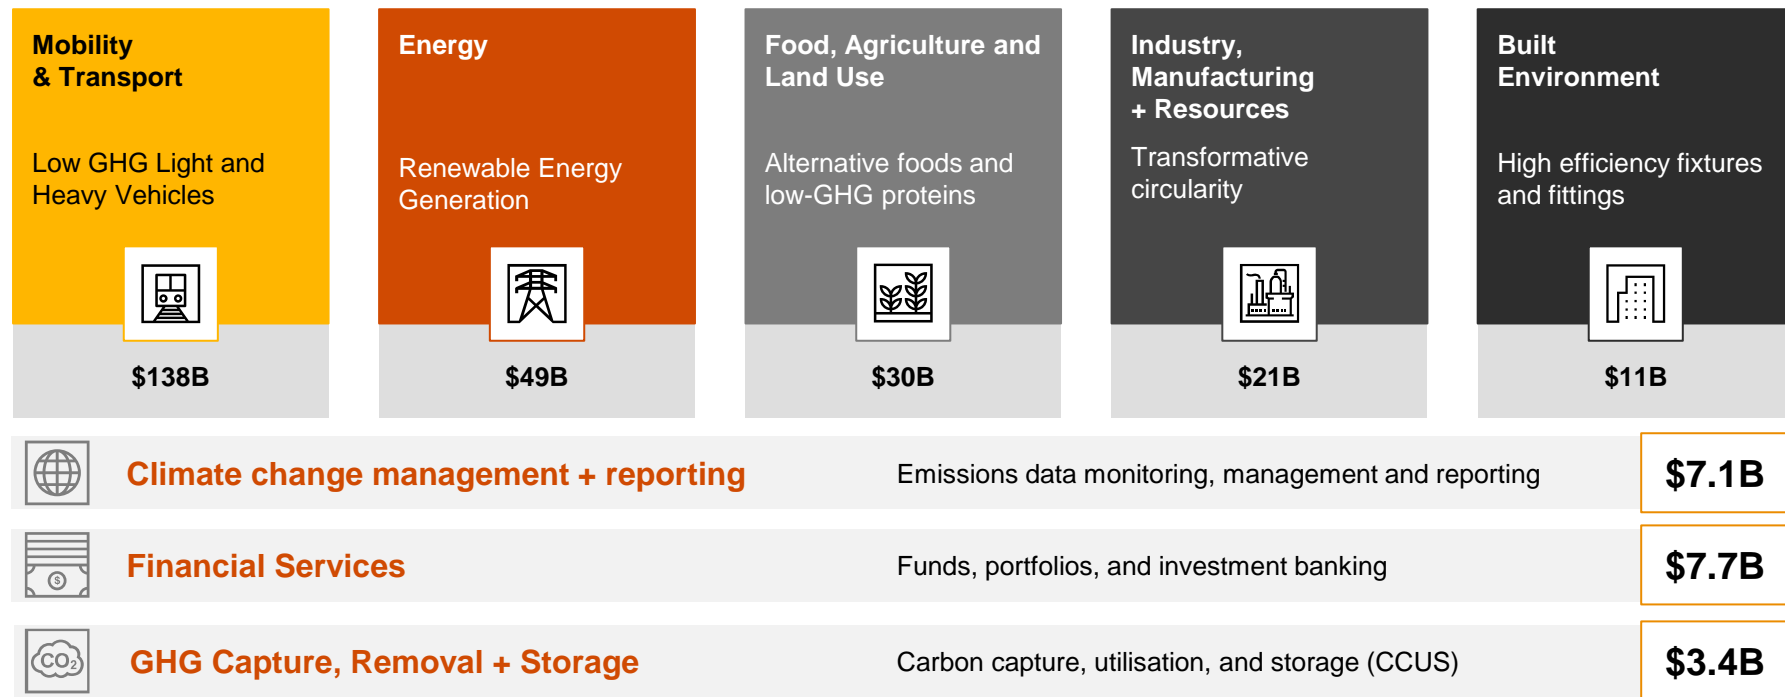 Mobility
& Transport
Low GHG Light and
Heavy Vehicles
$138B
Energy
Renewable Energy
Generation
$49B
Food, Agriculture and
Land Use
Alternative foods and
low-GHG proteins
$30B
Industry,
Manufacturing
+ Resources
Transformative
circularity
$21B
Built
Environment
High efficiency fixtures
and fittings
$11B
Climate change management + reporting
Emissions data monitoring, management and reporting
$7.1B
$
Financial Services
Funds, portfolios, and investment banking
$7.7B
CO2
GHG Capture, Removal + Storage
Carbon capture, utilisation, and storage (CCUS)
$3.4B